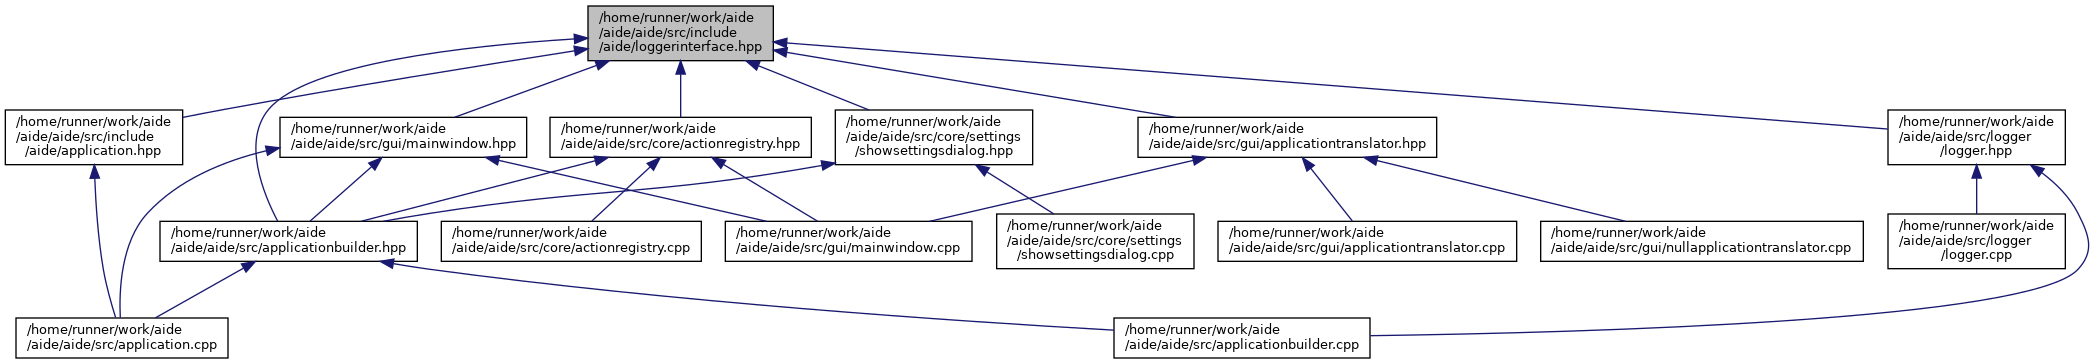 /home/runner/work/aide
/aide/aide/src/include
/aide/loggerinterface.hpp
/home/runner/work/aide
/aide/aide/src/include
/aide/application.hpp
/home/runner/work/aide
/aide/aide/src/gui/mainwindow.hpp
/home/runner/work/aide
/aide/aide/src/core/actionregistry.hpp
/home/runner/work/aide
/aide/aide/src/core/settings
/showsettingsdialog.hpp
/home/runner/work/aide
/aide/aide/src/gui/applicationtranslator.hpp
/home/runner/work/aide
/aide/aide/src/logger
/logger.hpp
/home/runner/work/aide
/aide/aide/src/applicationbuilder.hpp
/home/runner/work/aide
/aide/aide/src/core/actionregistry.cpp
/home/runner/work/aide
/aide/aide/src/gui/mainwindow.cpp
/home/runner/work/aide
/aide/aide/src/core/settings
/showsettingsdialog.cpp
/home/runner/work/aide
/aide/aide/src/gui/applicationtranslator.cpp
/home/runner/work/aide
/aide/aide/src/gui/nullapplicationtranslator.cpp
/home/runner/work/aide
/aide/aide/src/logger
/logger.cpp
/home/runner/work/aide
/aide/aide/src/application.cpp
/home/runner/work/aide
/aide/aide/src/applicationbuilder.cpp